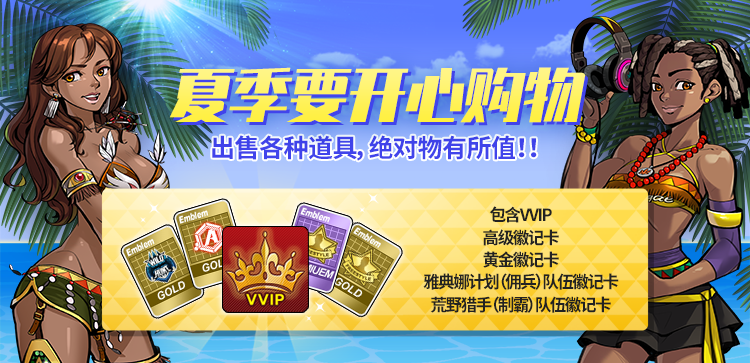 夏季要开心购物
出售各种道具, 绝对物有所值!!
包含VVIP
高级徽记卡
黄金徽记卡
雅典娜计划(佣兵)队伍徽记卡
荒野猎手(制霸)队伍徽记卡
Emblem
WILD
HUNT
GOLD
Emblem
A
GOLD
VVIP
Emblem
Emblem
GOLD